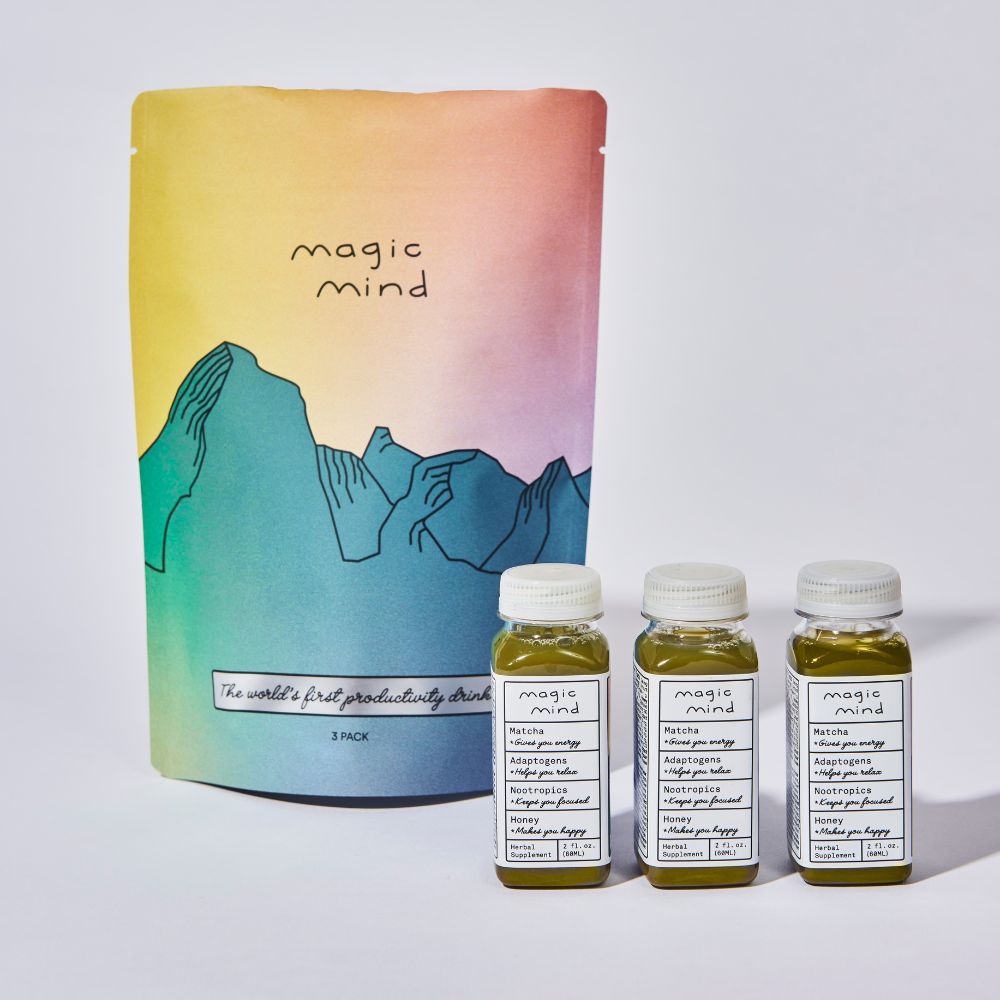 magic
mind
The world's first productivity drink
3 PACK
magic
mind
Matcha
*Gives you energy
Adaptogens
*Helps you relax
Nootropics
*Keeps you focused
Honey
*Makes you happy
Herbal
Supplement
2 fl.oz.
(60ML)
magic
mind
Matcha
*Gives you energy
Adaptogens
*Helps you relax
Nootropics
*Keeps you focused
Honey
*Makes you happy
Herbal
Supplement
2 fl.oz.
(60ML)
magic
mind
Matcha
*Gives you energy
Adaptogens
*Helps you relax
Nootropics
*Keeps you focused
Honey
*Makes you happy
Herbal
Supplement
2 fl.oz.
(60ML)